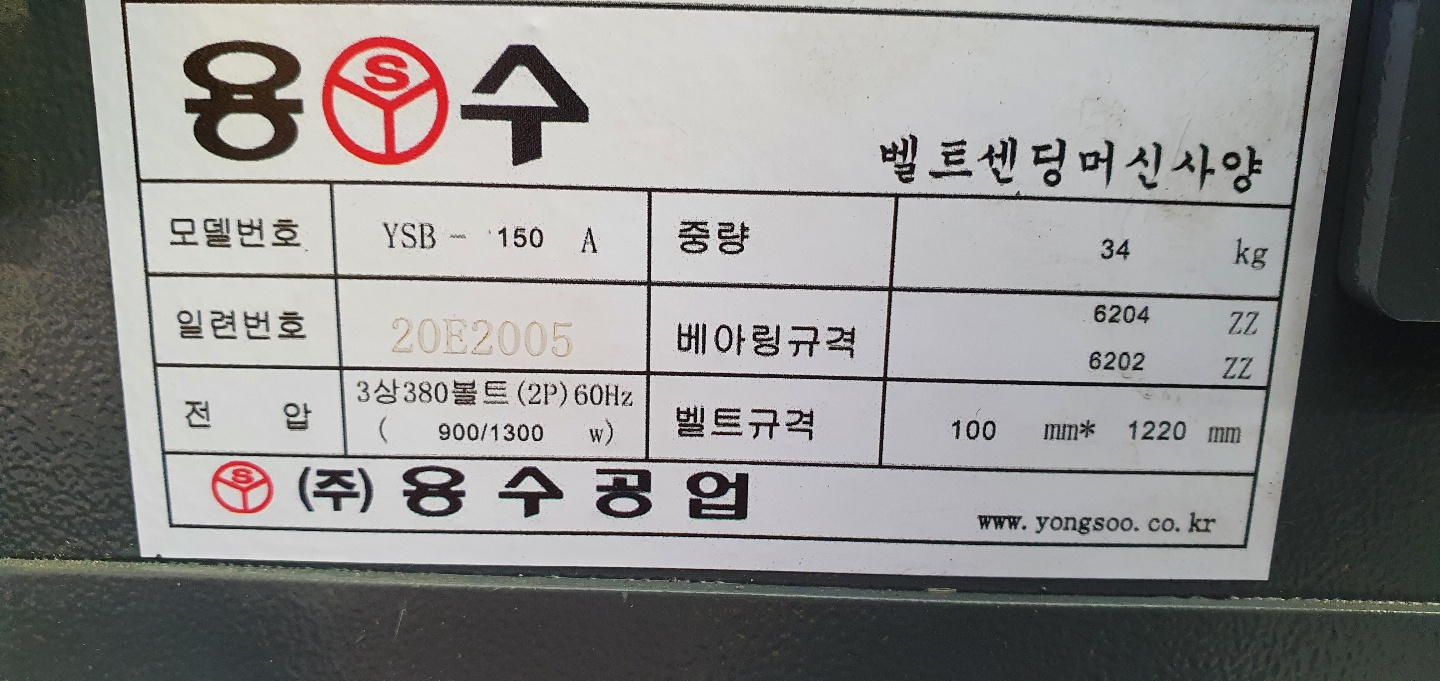 용 SY 수
벨트센딩머신사양
모델번호 YSB - 150 A 중량 34 kg
일련번호 20E2005 베아링규격 6204 ZZ
6202 ZZ
전 압 3상380볼트(2P)60Hz
( 900/1300 w) 벨트규격 100 mm* 1220 mm
SY (주) 용수공업
www.yongsoo.co.kr